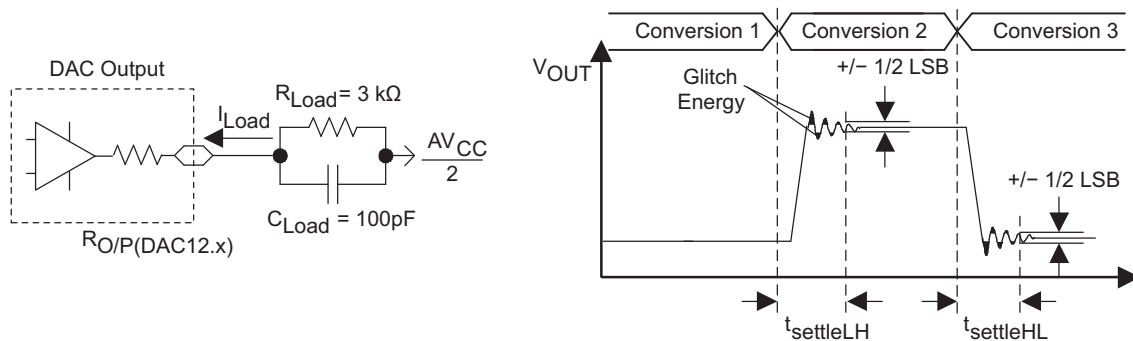 DAC Output
R_Load = 3 kΩ
I_Load
AV_CC
2
C_Load = 100pF
R_O/P(DAC12.x)
Conversion 1
Conversion 2
Conversion 3
V_OUT
Glitch
Energy
+/− 1/2 LSB
+/− 1/2 LSB
t_settleLH
t_settleHL